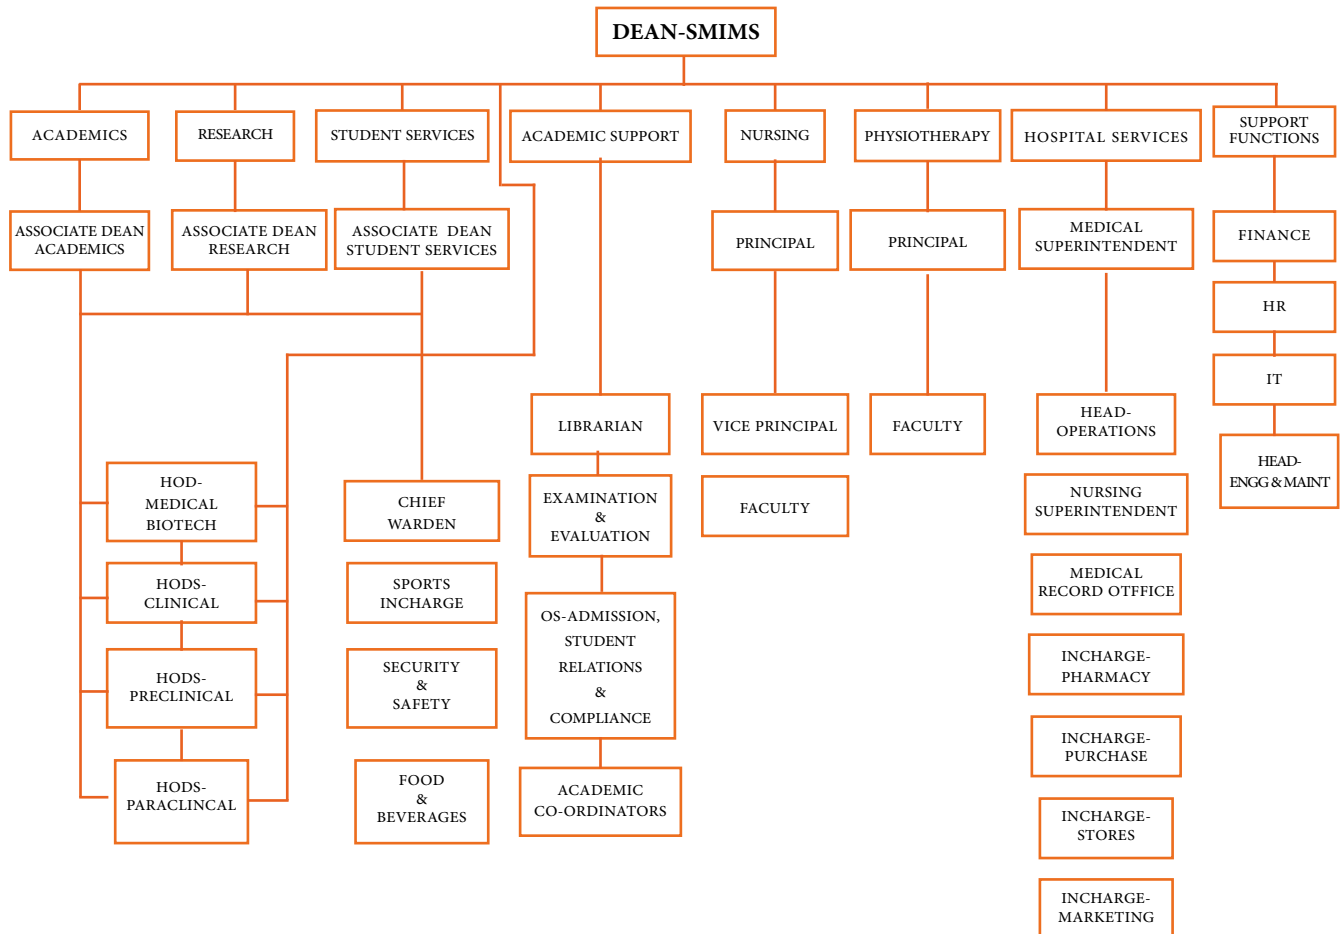 DEAN-SMIMS
ACADEMICS
RESEARCH
STUDENT SERVICES
ACADEMIC SUPPORT
NURSING
PHYSIOTHERAPY
HOSPITAL SERVICES
SUPPORT
FUNCTIONS
ASSOCIATE DEAN
ACADEMICS
ASSOCIATE DEAN
RESEARCH
ASSOCIATE DEAN
STUDENT SERVICES
PRINCIPAL
PRINCIPAL
MEDICAL
SUPERINTENDENT
FINANCE
HR
IT
HEAD-
ENGG & MAINT
LIBRARIAN
VICE PRINCIPAL
FACULTY
HEAD-
OPERATIONS
HOD-
MEDICAL
BIOTECH
CHIEF
WARDEN
EXAMINATION
&
EVALUATION
FACULTY
NURSING
SUPERINTENDENT
HODS-
CLINICAL
SPORTS
INCHARGE
OS-ADMISSION,
STUDENT
RELATIONS
&
COMPLIANCE
MEDICAL
RECORD OTFFICE
HODS-
PRECLINICAL
SECURITY
&
SAFETY
INCHARGE-
PHARMACY
INCHARGE-
PURCHASE
HODS-
PARACLINCAL
FOOD
&
BEVERAGES
ACADEMIC
CO-ORDINATORS
INCHARGE-
STORES
INCHARGE-
MARKETING